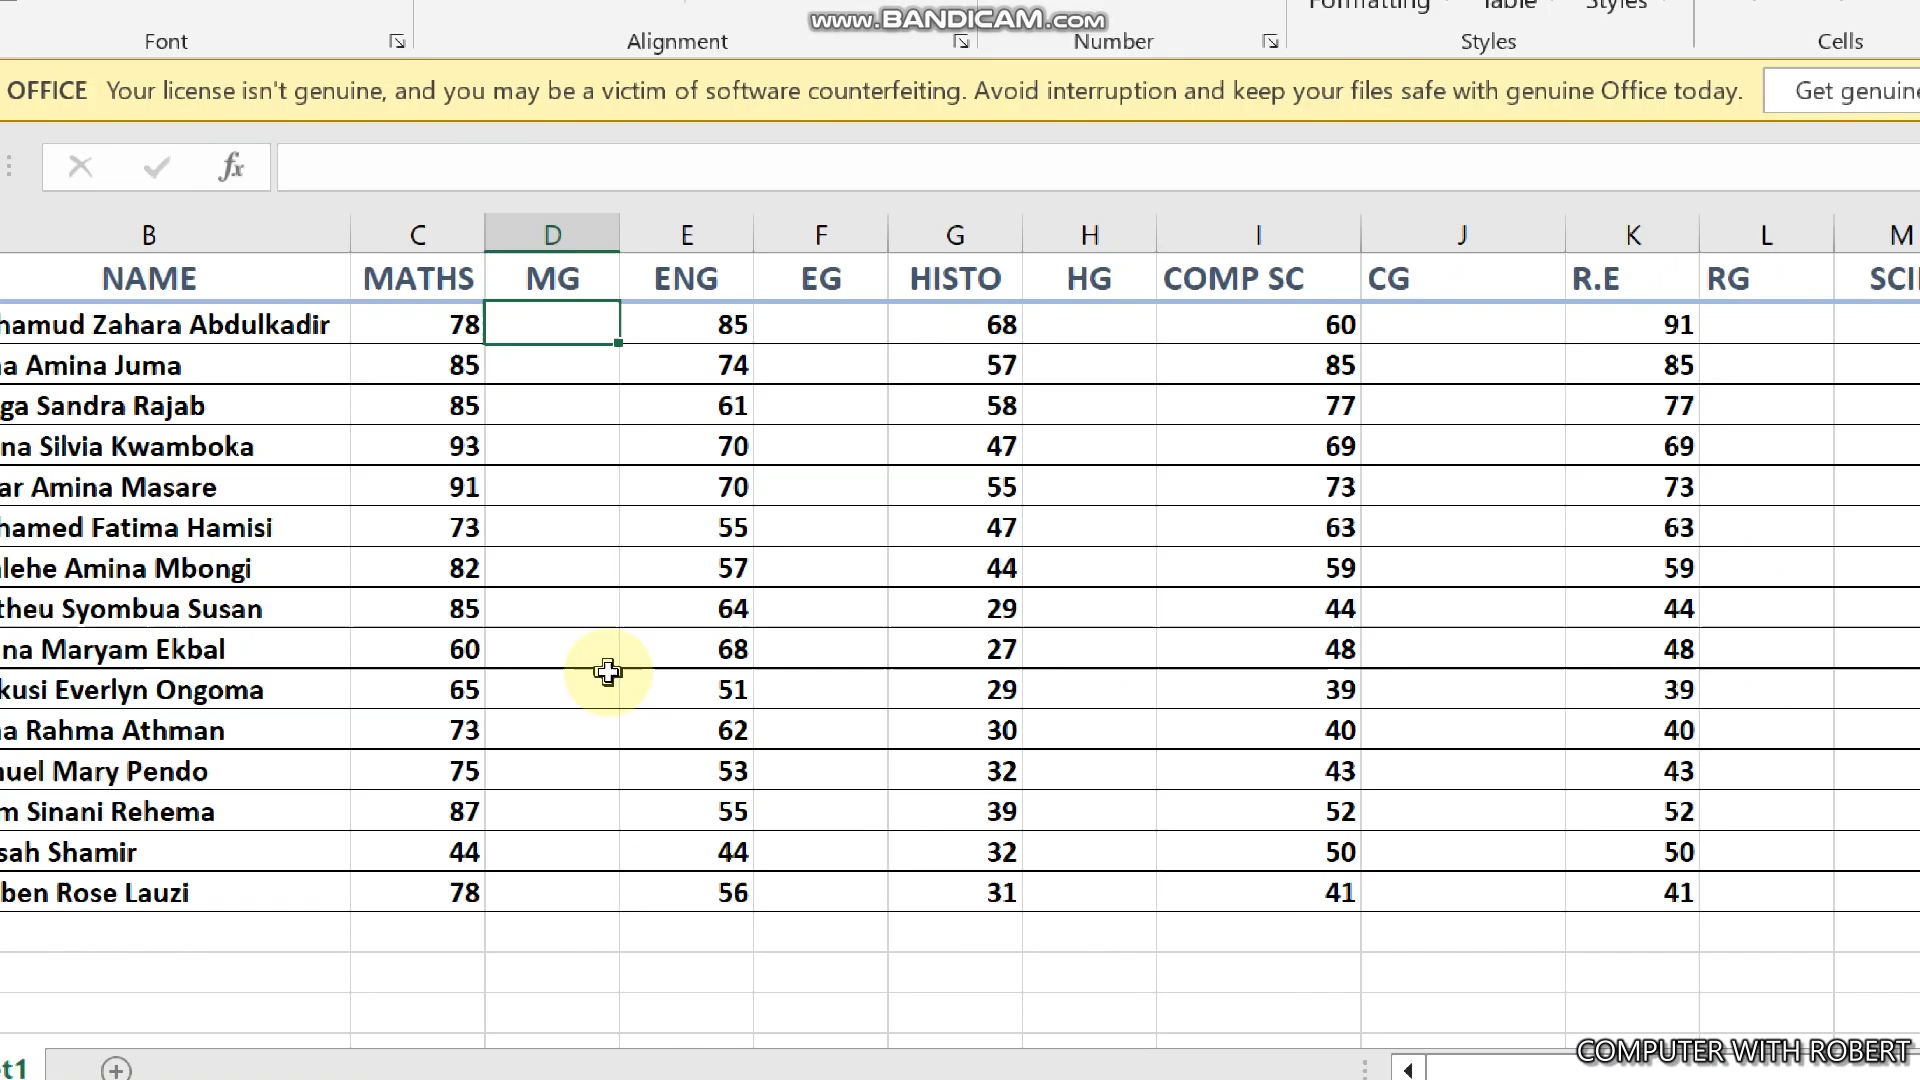 Formatting Table Styles
www.BANDICAM.com
Font Alignment Number Styles Cells
OFFICE Your license isn't genuine, and you may be a victim of software counterfeiting. Avoid interruption and keep your files safe with genuine Office today. Get genuine
fx
B C D E F G H I J K L M
NAME MATHS MG ENG EG HISTO HG COMP SC CG R.E RG SCI
hamud Zahara Abdulkadir 78 85 68 60 91
a Amina Juma 85 74 57 85 85
ga Sandra Rajab 85 61 58 77 77
na Silvia Kwamboka 93 70 47 69 69
ar Amina Masare 91 70 55 73 73
hamed Fatima Hamisi 73 55 47 63 63
lehe Amina Mbongi 82 57 44 59 59
theu Syombua Susan 85 64 29 44 44
na Maryam Ekbal 60 68 27 48 48
kusi Everlyn Ongoma 65 51 29 39 39
a Rahma Athman 73 62 30 40 40
uel Mary Pendo 75 53 32 43 43
m Sinani Rehema 87 55 39 52 52
sah Shamir 44 44 32 50 50
ben Rose Lauzi 78 56 31 41 41
et1
COMPUTER WITH ROBERT